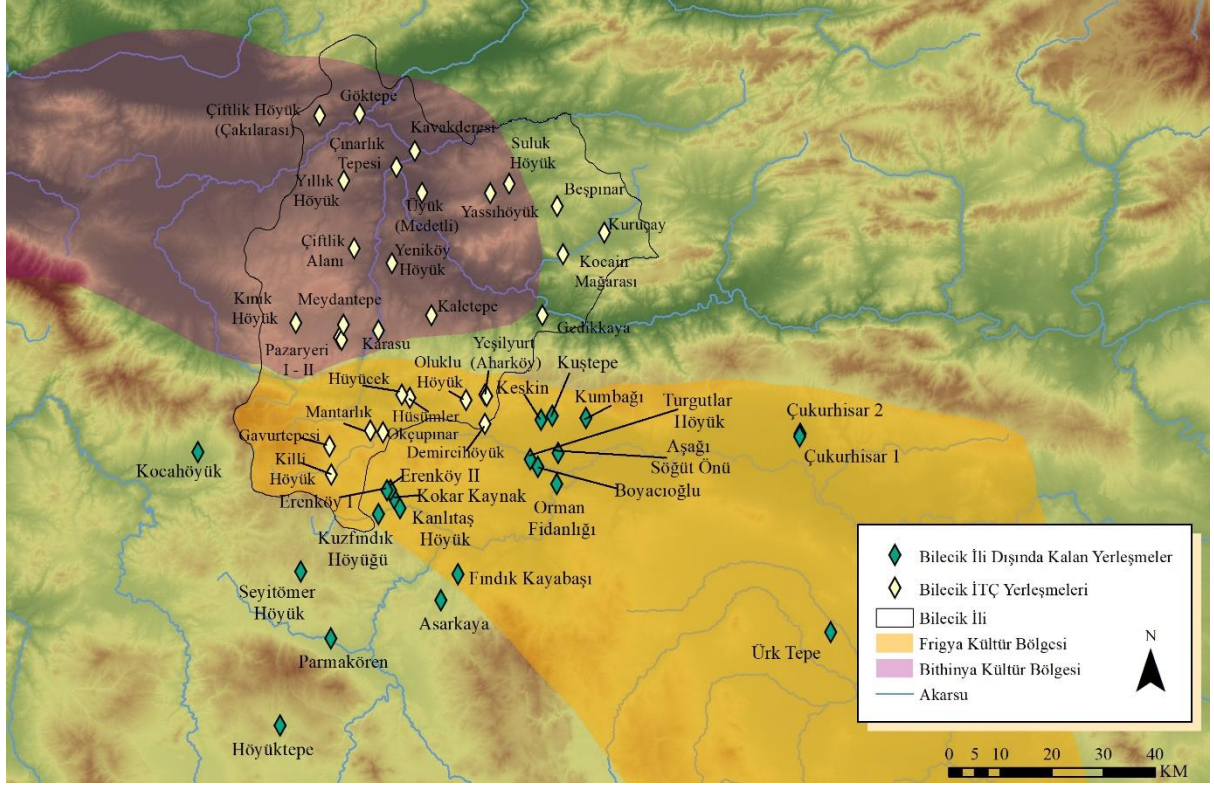 Göktepe
Çiftlik Höyük
(Çakılarası)
Kavakderesi
Çınarlık
Tepesi
Suluk
Höyük
Yıllık
Höyük
Beşpınar
Üyük
(Medetli)
Yassıhöyük
Kuruçay
Çiftlik
Alanı
Yeniköy
Höyük
Kocain
Mağarası
Kınık
Höyük
Meydantepe
Kaletepe
Gedikkaya
Pazaryeri
I - II
Karasu
Yeşilyurt
(Aharköy)
Oluklu
Höyük
Kuştepe
Hüyücek
Keskin
Kumbağı
Turgutlar
Höyük
Çukurhisar 2
Mantarlık
Hüsümler
Okçupınar
Gavurtepesi
Demircihöyük
Aşağı
Söğüt Önü
Çukurhisar 1
Kocahöyük
Killi
Höyük
Erenköy II
Boyacıoğlu
Erenköy I
Kokar Kaynak
Orman
Fidanlığı
Kanlıtaş
Höyük
Kuzfındık
Höyüğü
Fındık Kayabaşı
Seyitömer
Höyük
Asarkaya
Parmakören
Ürk Tepe
Höyüktepe
Bilecik İli Dışında Kalan Yerleşmeler
Bilecik İTÇ Yerleşmeleri
Bilecik İli
Frigya Kültür Bölgesi
Bithinya Kültür Bölgesi
Akarsu
N
0 5 10 20 30 40
KM